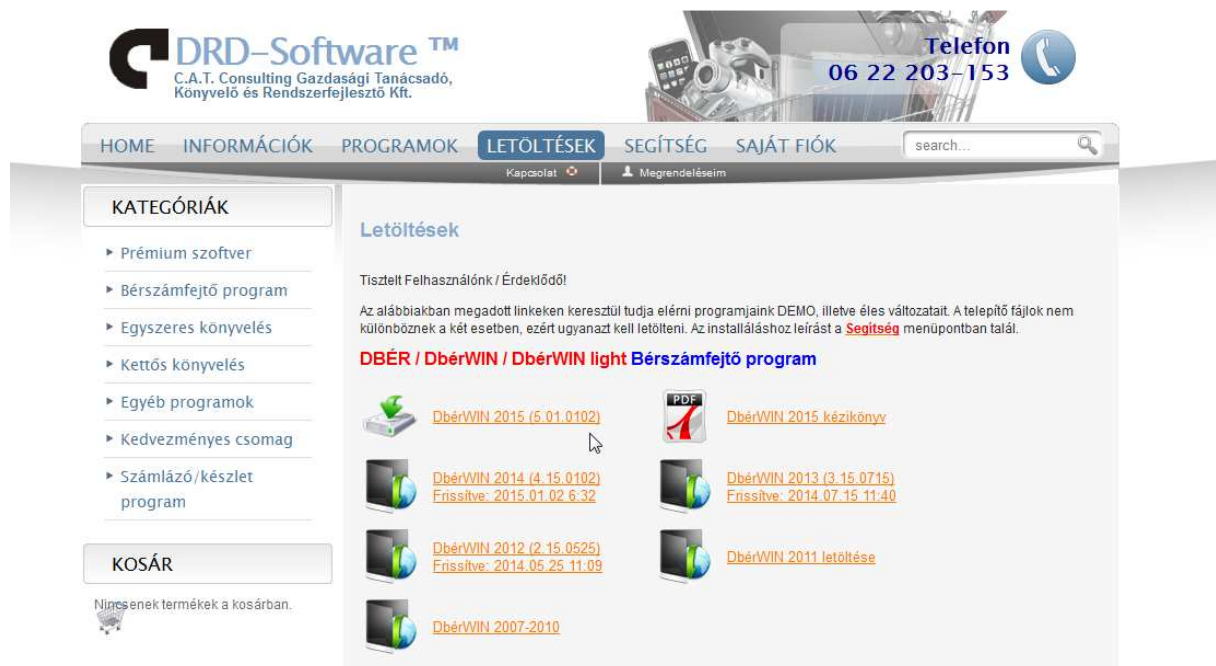 DRD-Software ™
C.A.T. Consulting Gazdasági Tanácsadó,
Könyvelő és Rendszerfejlesztő Kft.
Telefon
06 22 203-153
HOME INFORMÁCIÓK PROGRAMOK LETÖLTÉSEK SEGÍTSÉG SAJÁT FIÓK search...
Kapcsolat Megrendeléseim
KATEGÓRIÁK
Prémium szoftver
Bérszámfejtő program
Egyszeres könyvelés
Kettős könyvelés
Egyéb programok
Kedvezményes csomag
Számlázó/készlet
program
KOSÁR
Nincsenek termékek a kosárban.
Letöltések
Tisztelt Felhasználónk / Érdeklődő!
Az alábbiakban megadott linkeken keresztül tudja elérni programjaink DEMO, illetve éles változatait. A telepítő fájlok nem
különböznek a két esetben, ezért ugyanazt kell letölteni. Az installáláshoz leírást a Segítség menüpontban talál.
DBÉR / DbérWIN / DbérWIN light Bérszámfejtő program
DbérWIN 2015 (5.01.0102)
PDF
DbérWIN 2015 kézikönyv
DbérWIN 2014 (4.15.0102)
Frissítve: 2015.01.02 6:32
DbérWIN 2013 (3.15.0715)
Frissítve: 2014.07.15 11:40
DbérWIN 2012 (2.15.0525)
Frissítve: 2014.05.25 11:09
DbérWIN 2011 letöltése
DbérWIN 2007-2010